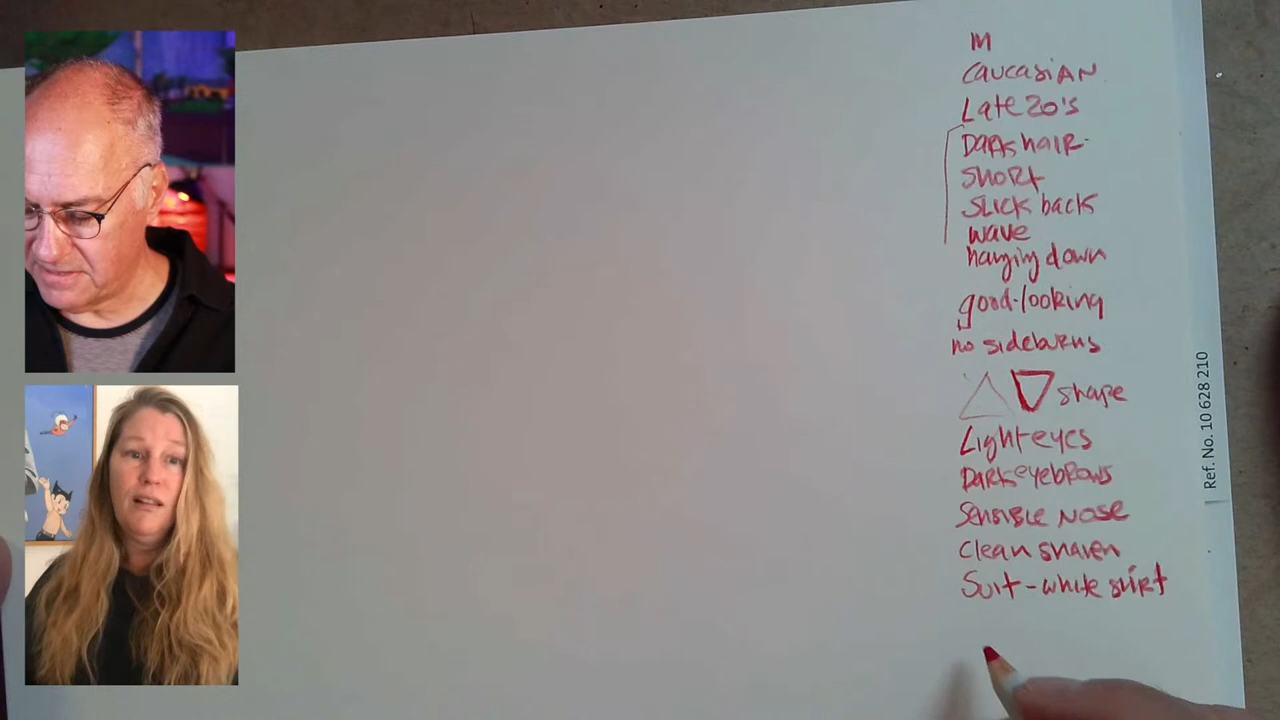 M
Caucasian
Late 20's
Dark hair-
Short
Slick back
wave
hanging down
good-looking
no sideburns
shape
Light eyes
Dark eyebrows
Sensible Nose
Clean shaven
Suit - white shirt
Ref. No. 10 628 210